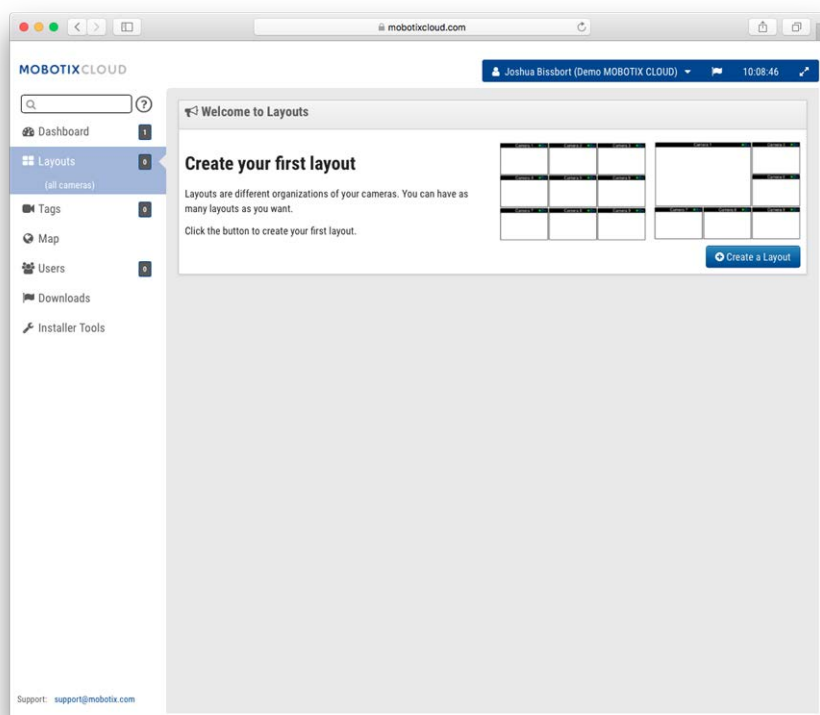 mobotixcloud.com
MOBOTIXCLOUD
Joshua Bissbort (Demo MOBOTIX CLOUD)
10:08:46
?
Dashboard 1
Layouts 0
(all cameras)
Tags 0
Map
Users 0
Downloads
Installer Tools
Welcome to Layouts
Create your first layout
Layouts are different organizations of your cameras. You can have as
many layouts as you want.
Click the button to create your first layout.
Create a Layout
Support: support@mobotix.com